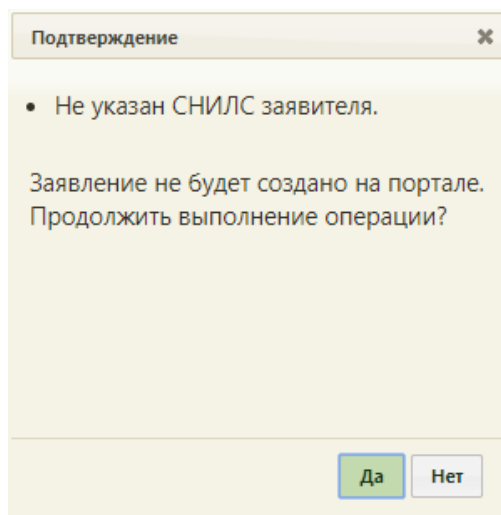 Подтверждение
Не указан СНИЛС заявителя.
Заявление не будет создано на портале.
Продолжить выполнение операции?
Да Нет